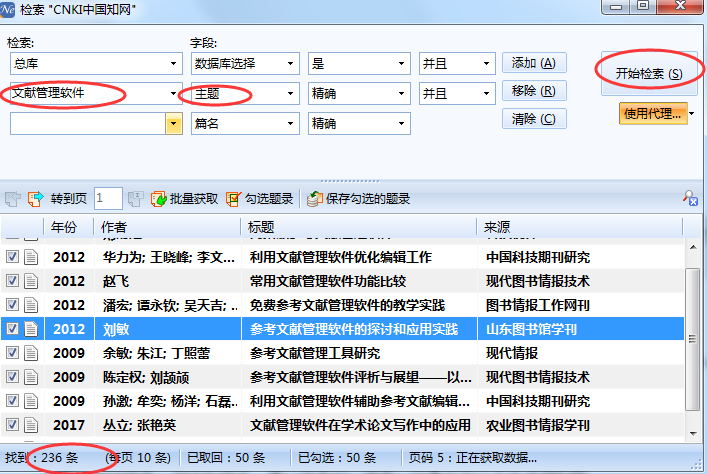 检索 "CNKI中国知网"
检索: 字段:
总库 数据库选择 是 并且 添加 (A)
文献管理软件 主题 精确 并且 移除 (R) 开始检索 (S)
篇名 精确 清除 (C) 使用代理...
转到页 1 批量获取 勾选题录 保存勾选的题录
年份 作者 标题 来源
2012 华力为; 王晓峰; 李文... 利用文献管理软件优化编辑工作 中国科技期刊研究
2012 赵飞 常用文献管理软件功能比较 现代图书情报技术
2012 潘宏; 谭永钦; 吴天吉; ... 免费参考文献管理软件的教学实践 图书情报工作网刊
2012 刘敏 参考文献管理软件的探讨和应用实践 山东图书馆学刊
2009 余敏; 朱江; 丁照蕾 参考文献管理工具研究 现代情报
2009 陈定权; 刘颉颃 参考文献管理软件评析与展望——以... 现代图书情报技术
2009 孙激; 牟奕; 杨洋; 石磊... 利用文献管理软件辅助参考文献编辑... 中国科技期刊研究
2017 丛立; 张艳英 文献管理软件在学术论文写作中的应用 农业图书情报学刊
找到 : 236 条 (每页 10 条) 已取回 : 50 条 已勾选 : 50 条 页码 5 : 正在获取数据...